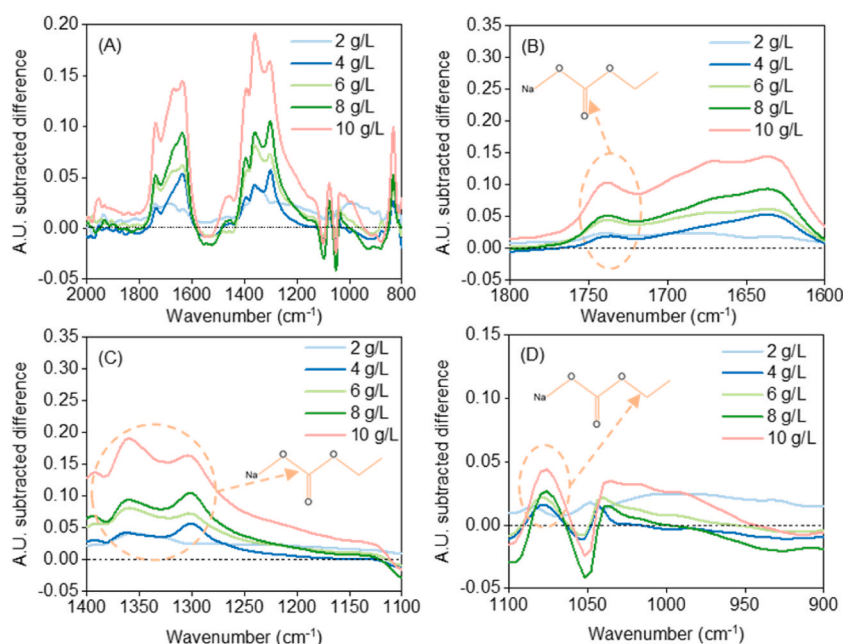 (A)
2 g/L
4 g/L
6 g/L
8 g/L
10 g/L
0.20
0.15
0.10
0.05
0.00
-0.05
A.U. subtracted difference
2000 1800 1600 1400 1200 1000 800
Wavenumber (cm⁻¹)
(B)
2 g/L
4 g/L
6 g/L
8 g/L
10 g/L
Na O O
O
0.35
0.30
0.25
0.20
0.15
0.10
0.05
0.00
-0.05
A.U. subtracted difference
1800 1700 1600
Wavenumber (cm⁻¹)
(C)
2 g/L
4 g/L
6 g/L
8 g/L
10 g/L
Na O O
O
0.35
0.30
0.25
0.20
0.15
0.10
0.05
0.00
-0.05
A.U. subtracted difference
1400 1300 1200 1100
Wavenumber (cm⁻¹)
(D)
2 g/L
4 g/L
6 g/L
8 g/L
10 g/L
Na O O
O
0.15
0.10
0.05
0.00
-0.05
A.U. subtracted difference
1100 1050 1000 950 900
Wavenumber (cm⁻¹)